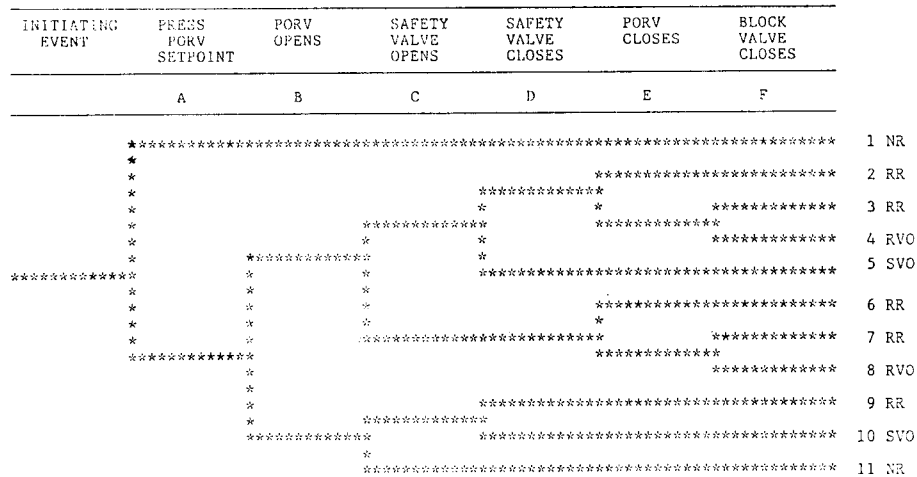 INITIATING PRESS PORV SAFETY SAFETY PORV BLOCK
EVENT PORV OPENS VALVE VALVE CLOSES VALVE
SETPOINT OPENS CLOSES CLOSES
A B C D E F
1 NR
2 RR
3 RR
4 RVO
5 SVO
6 RR
7 RR
8 RVO
9 RR
10 SVO
11 NR